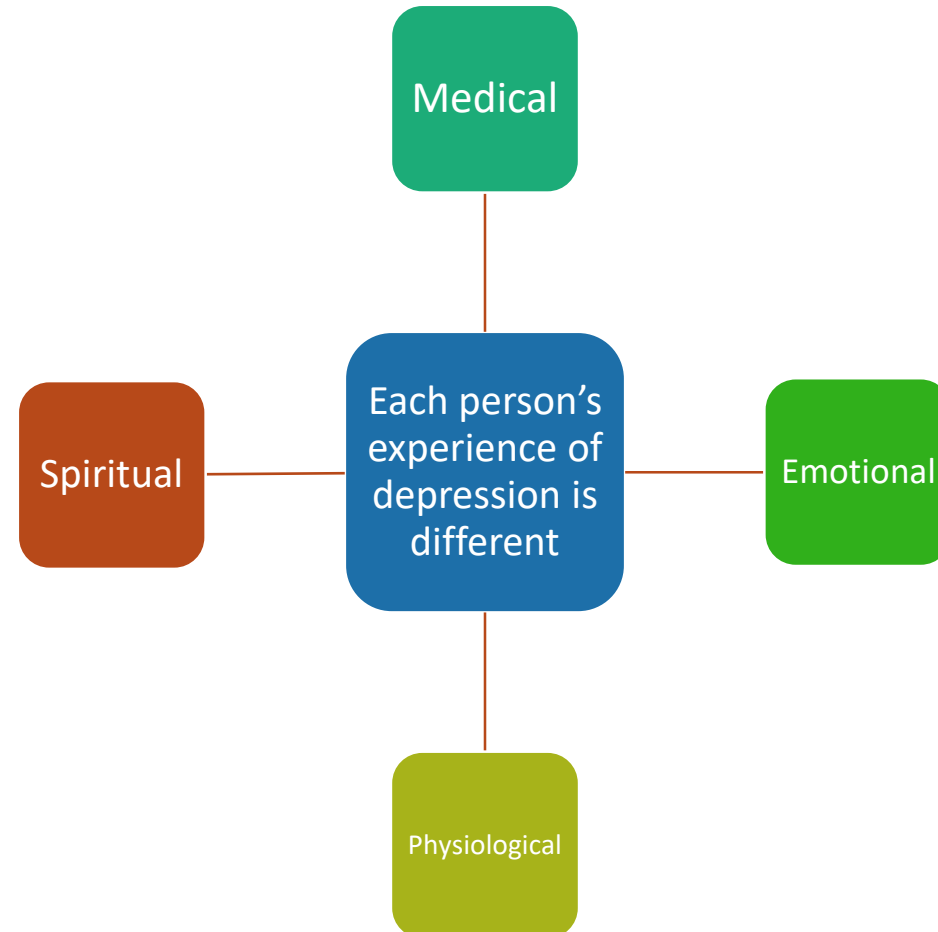 Medical
Spiritual
Each person’s
experience of
depression is
different
Emotional
Physiological